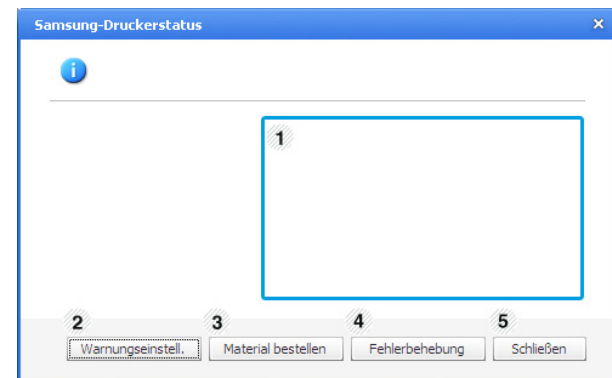 Samsung-Druckerstatus
1
2 3 4 5
Warnungseinstell. Material bestellen Fehlerbehebung Schließen